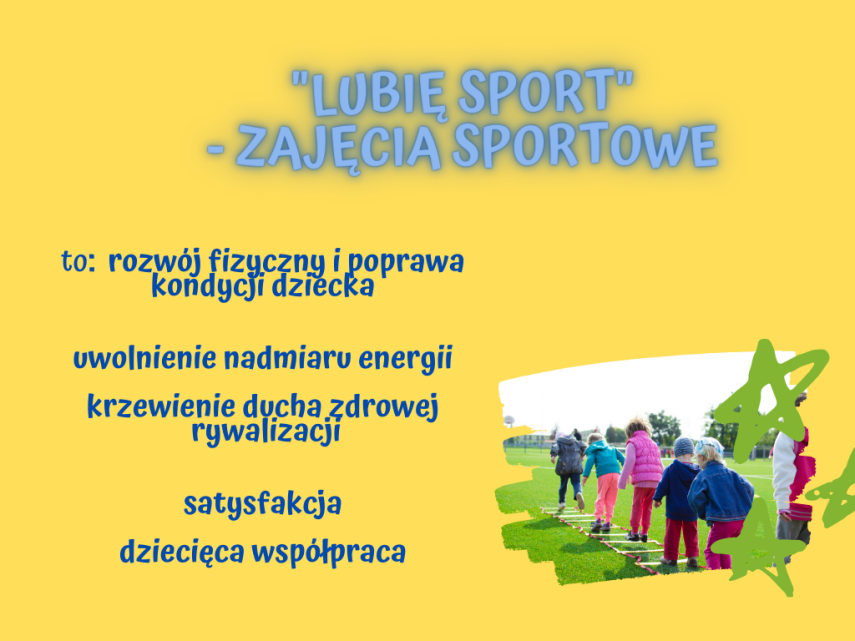 "LUBIĘ SPORT"
- ZAJĘCIA SPORTOWE
to: rozwój fizyczny i poprawa
kondycji dziecka
uwolnienie nadmiaru energii
krzewienie ducha zdrowej
rywalizacji
satysfakcja
dziecięca współpraca